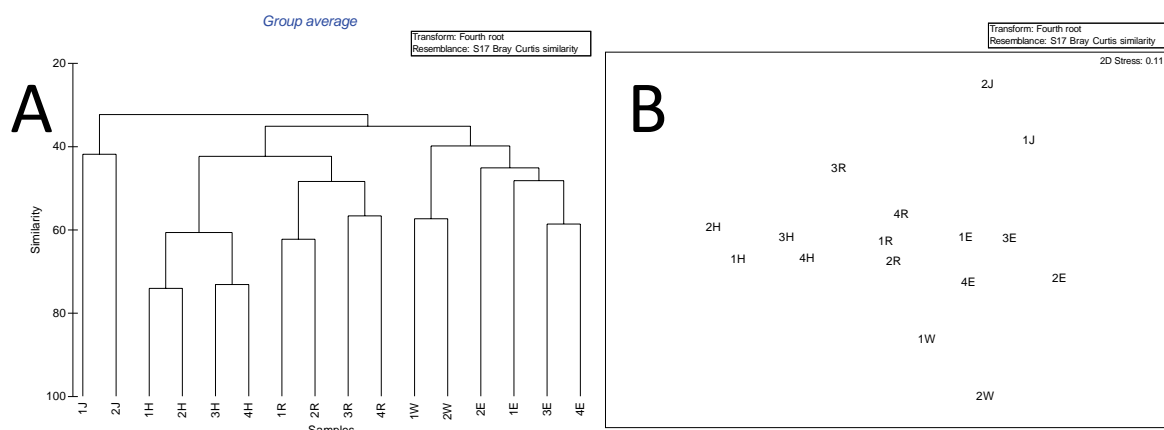 Group average
Transform: Fourth root
Resemblance: S17 Bray Curtis similarity
A
20
40
60
80
100
Similarity
1J 2J 1H 2H 3H 4H 1R 2R 3R 4R 1W 2W 2E 1E 3E 4E
Samples
Transform: Fourth root
Resemblance: S17 Bray Curtis similarity
2D Stress: 0.11
B
2J
1J
3R
4R
2H
3H
1R
1E
3E
1H
4H
2R
4E
2E
1W
2W